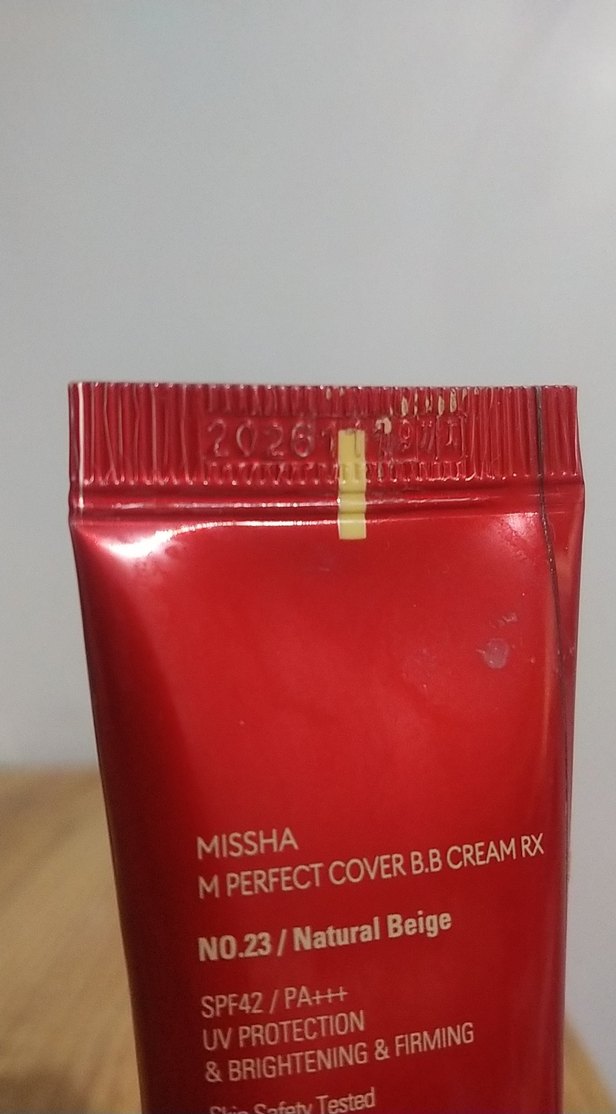 MISSHA
M PERFECT COVER B.B CREAM RX
NO.23 / Natural Beige
SPF42 / PA+++
UV PROTECTION
& BRIGHTENING & FIRMING
Skin Safety Tested